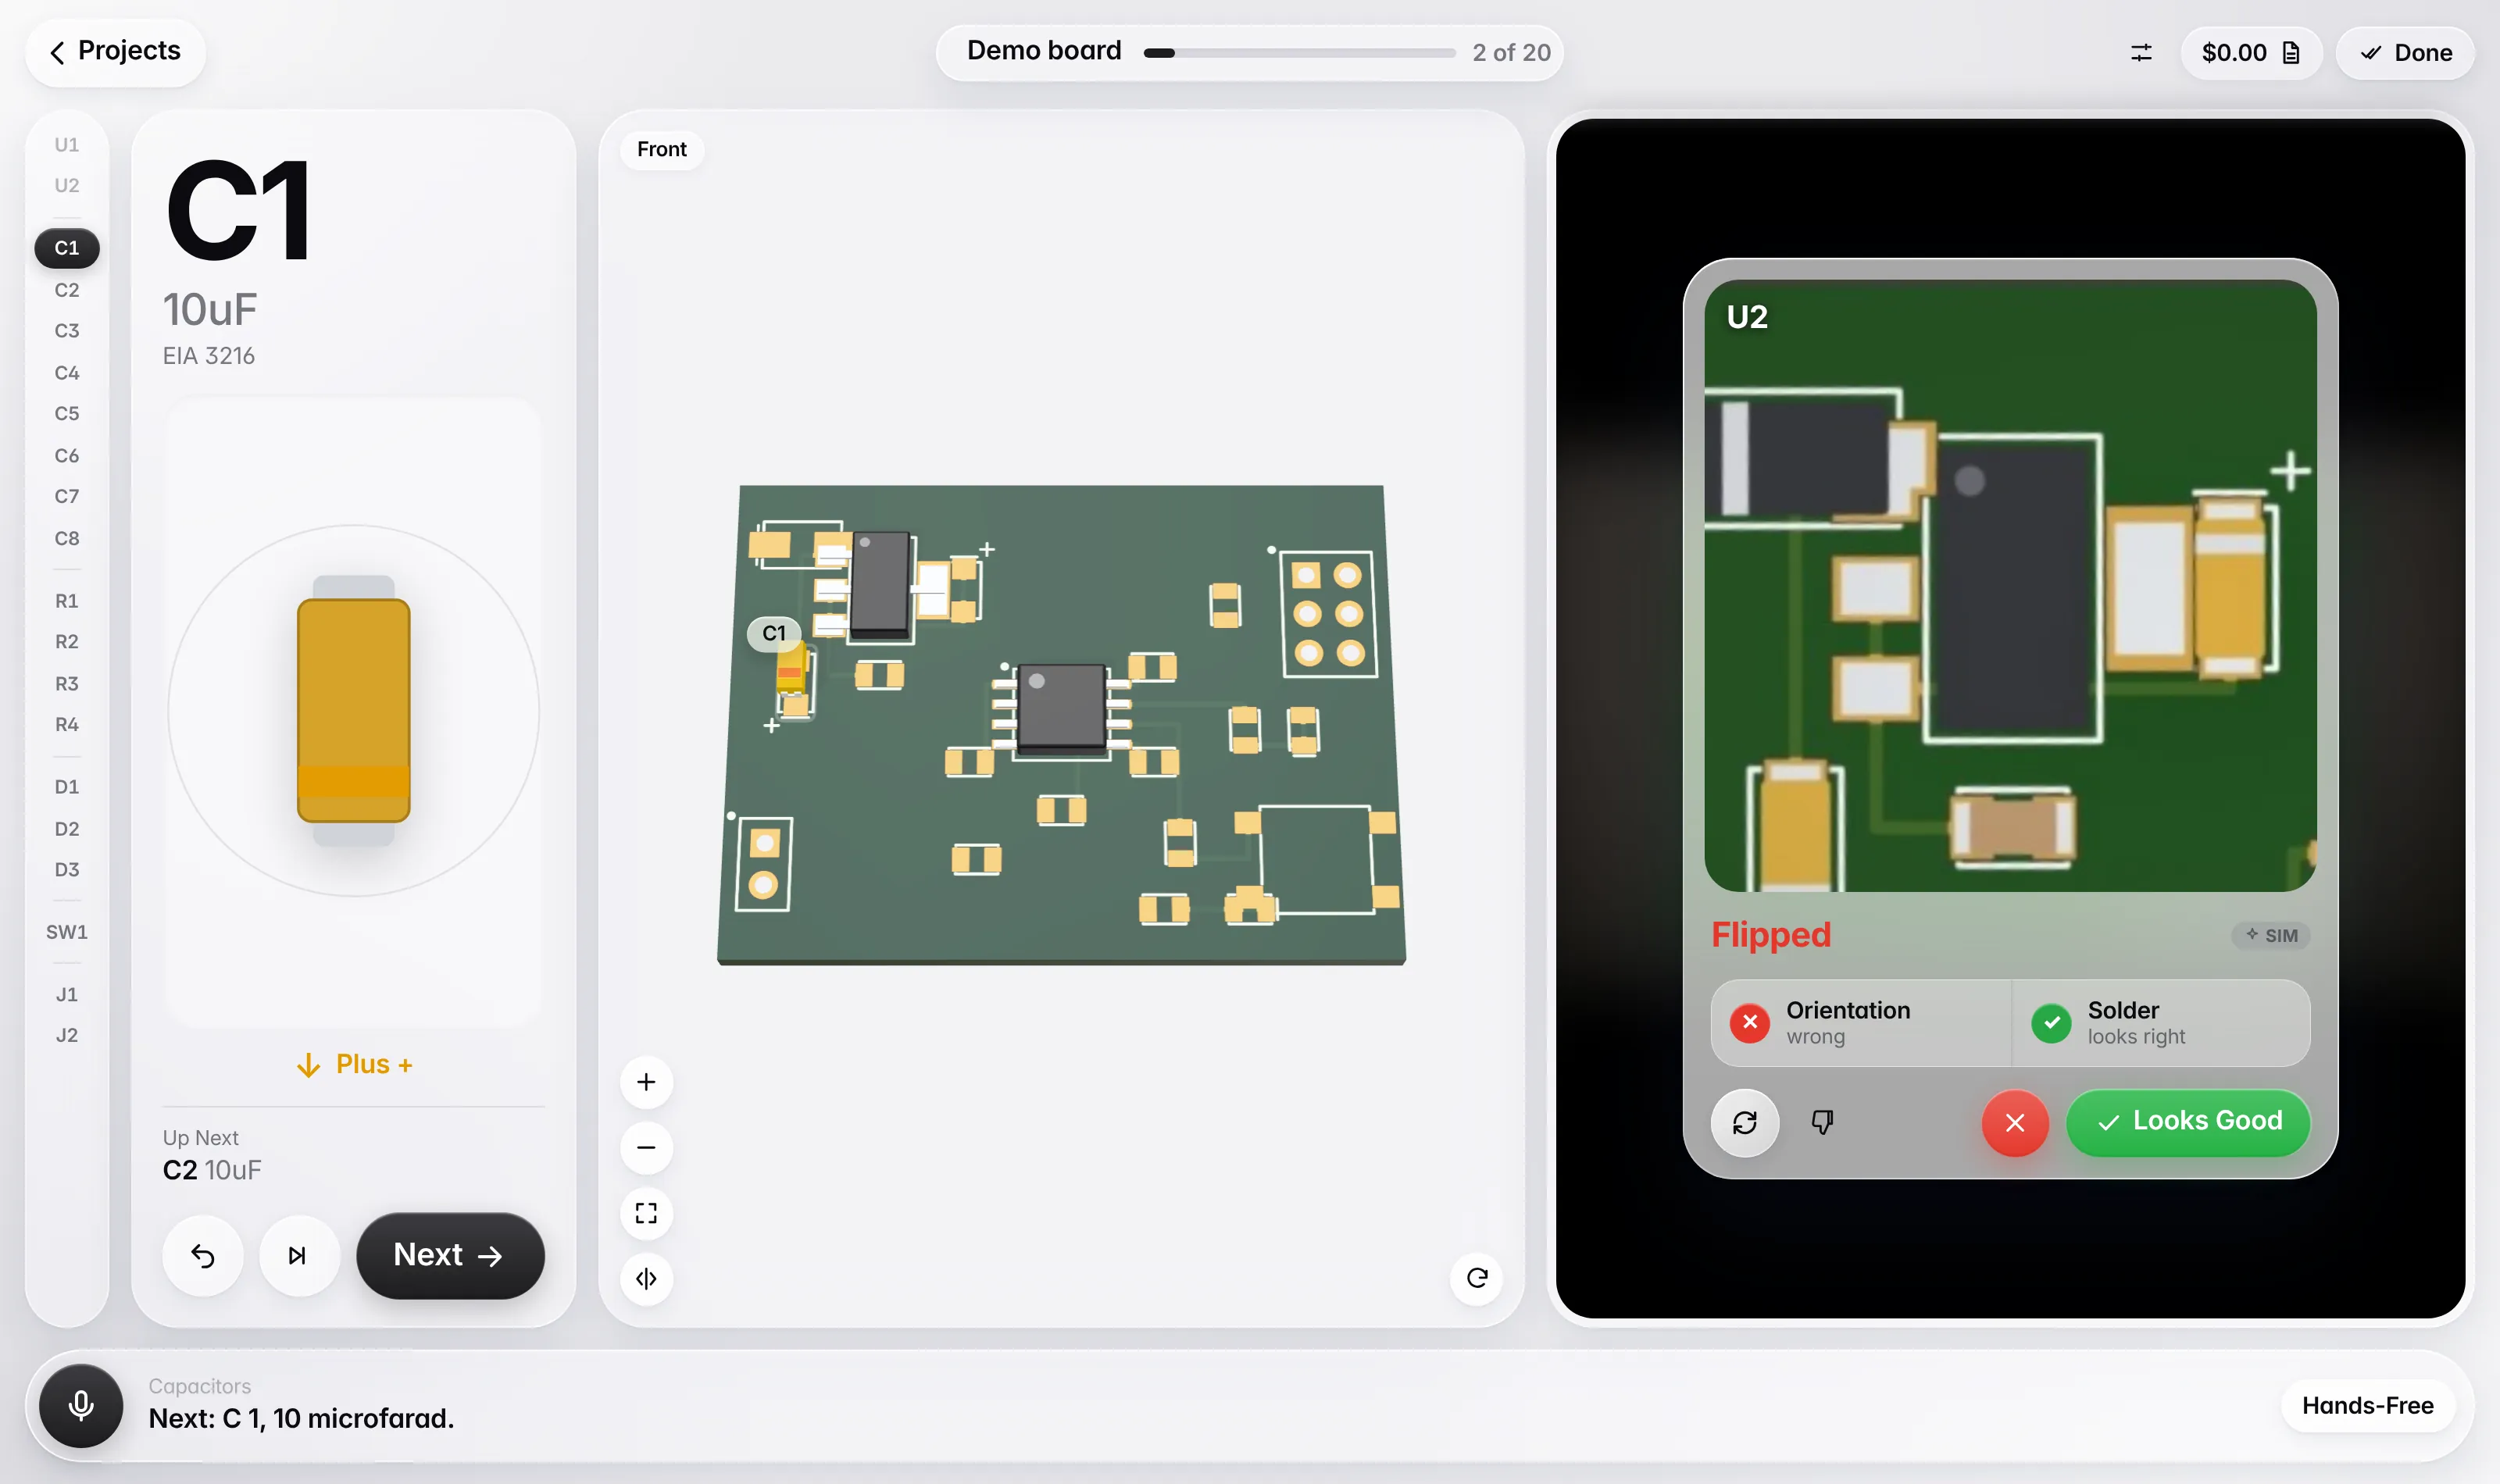 Projects
Demo board 2 of 20
$0.00
Done
U1
U2
C1
C2
C3
C4
C5
C6
C7
C8
R1
R2
R3
R4
D1
D2
D3
SW1
J1
J2
C1
10uF
EIA 3216
Plus +
Up Next
C2 10uF
Next
Front
+
C1
+
U2
+
Flipped
SIM
Orientation
wrong
Solder
looks right
Looks Good
Capacitors
Next: C 1, 10 microfarad.
Hands-Free